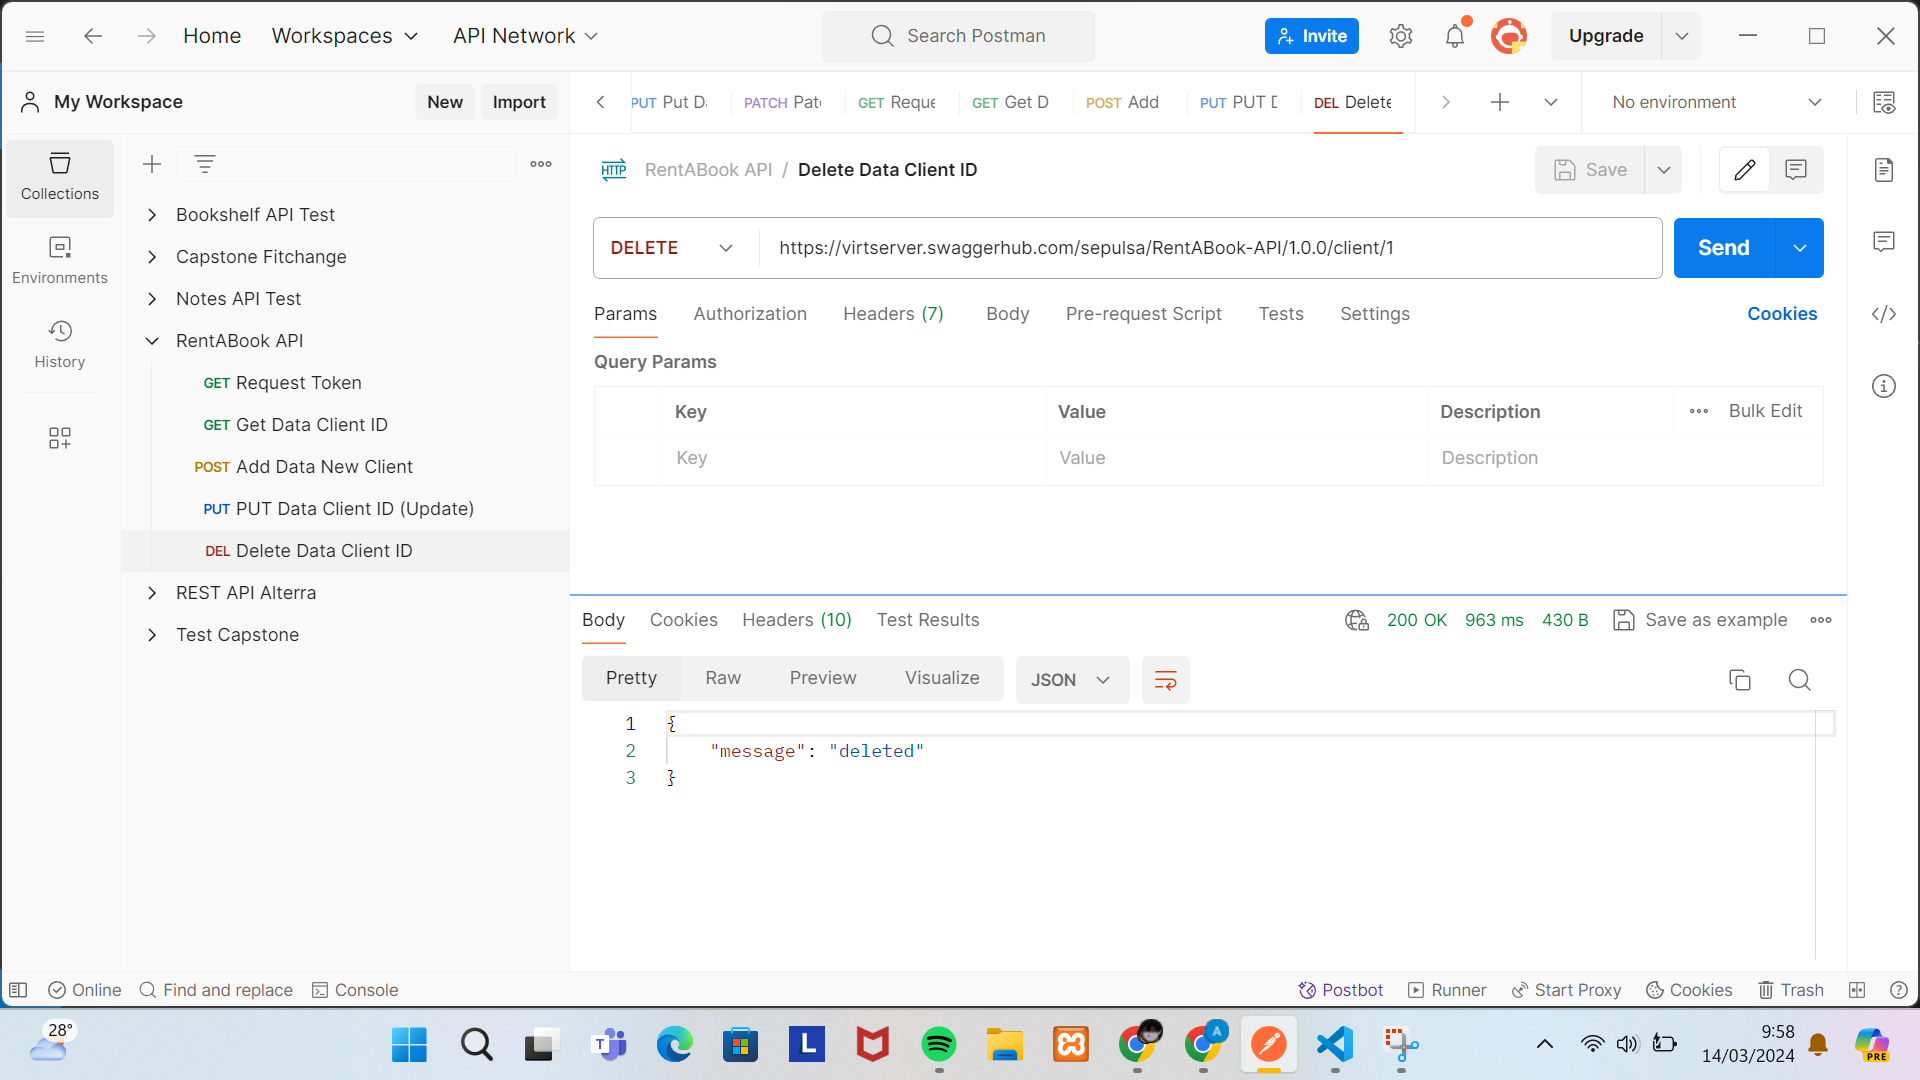 Home
Workspaces
API Network
Search Postman
Invite
Upgrade
My Workspace
New
Import
PUT Put Da
PATCH Patc
GET Reque
GET Get D
POST Add
PUT PUT D
DEL Delete
No environment
Collections
Environments
History
Bookshelf API Test
Capstone Fitchange
Notes API Test
RentABook API
GET Request Token
GET Get Data Client ID
POST Add Data New Client
PUT PUT Data Client ID (Update)
DEL Delete Data Client ID
REST API Alterra
Test Capstone
HTTP RentABook API / Delete Data Client ID
Save
DELETE
https://virtserver.swaggerhub.com/sepulsa/RentABook-API/1.0.0/client/1
Send
Params Authorization Headers (7) Body Pre-request Script Tests Settings
Cookies
Query Params
Key Value Description Bulk Edit
Key Value Description
Body Cookies Headers (10) Test Results
200 OK 963 ms 430 B Save as example
Pretty Raw Preview Visualize JSON
1 {
2 "message": "deleted"
3 }
Online Find and replace Console
Postbot Runner Start Proxy Cookies Trash
28°
T
L
A
9:58
14/03/2024
PRE